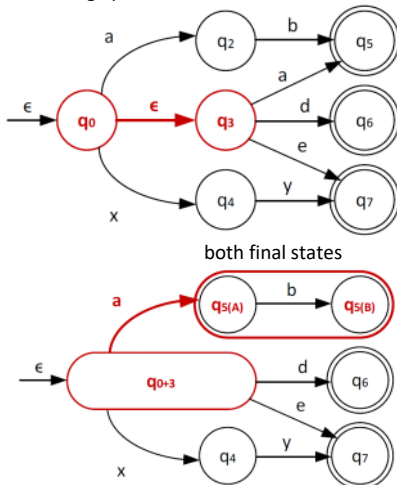 a
q2
b
q5
a
ϵ
q0
ϵ
q3
d
q6
e
x
q4
y
q7
both final states
a
q5(A)
b
q5(B)
ϵ
q0+3
d
q6
e
x
q4
y
q7